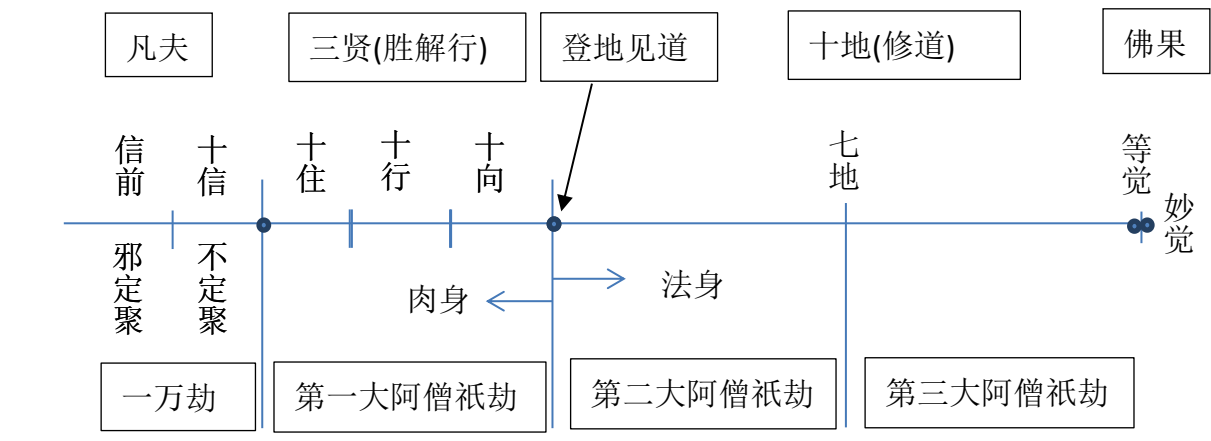 凡夫
三贤(胜解行)
登地见道
十地(修道)
佛果
信前
十信
十住
十行
十向
七地
等觉
妙觉
邪定聚
不定聚
肉身
法身
一万劫
第一大阿僧祇劫
第二大阿僧祇劫
第三大阿僧祇劫